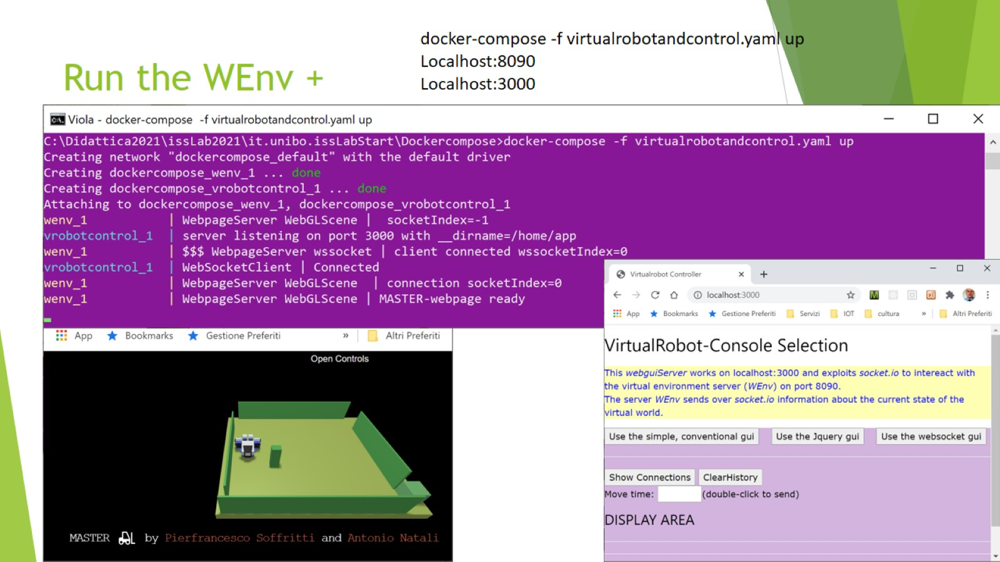 docker-compose -f virtualrobotandcontrol.yaml up
Localhost:8090
Localhost:3000
Run the WEnv +
Viola - docker-compose  -f virtualrobotandcontrol.yaml up
C:\Didattica2021\issLab2021\it.unibo.issLabStart\Dockercompose>docker-compose -f virtualrobotandcontrol.yaml up
Creating network "dockercompose_default" with the default driver
Creating dockercompose_wenv_1 ... done
Creating dockercompose_vrobotcontrol_1 ... done
Attaching to dockercompose_wenv_1, dockercompose_vrobotcontrol_1
wenv_1           | WebpageServer WebGLScene |  socketIndex=-1
vrobotcontrol_1  | server listening on port 3000 with __dirname=/home/app
wenv_1           | $$$ WebpageServer wssocket | client connected wssocketIndex=0
vrobotcontrol_1  | WebSocketClient | Connected
wenv_1           | WebpageServer WebGLScene  | connection socketIndex=0
wenv_1           | WebpageServer WebGLScene | MASTER-webpage ready
App Bookmarks Gestione Preferiti » Altri Preferiti
Open Controls
MASTER by Pierfrancesco Soffritti and Antonio Natali
Virtualrobot Controller
localhost:3000
App Bookmarks Gestione Preferiti Servizi IOT cultura » Altri Preferiti
VirtualRobot-Console Selection
This webguiServer works on localhost:3000 and exploits socket.io to intereact with
the virtual environment server (WEnv) on port 8090.
The server WEnv sends over socket.io information about the current state of the
virtual world.
Use the simple, conventional gui Use the Jquery gui Use the websocket gui
Show Connections ClearHistory
Move time: (double-click to send)
DISPLAY AREA